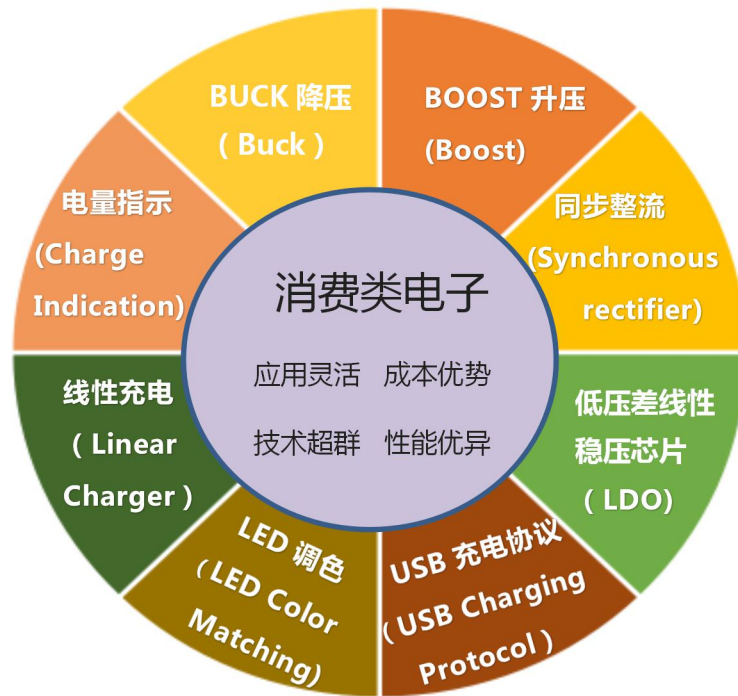 BUCK 降压
（Buck）
BOOST 升压
(Boost)
同步整流
(Synchronous
rectifier)
低压差线性
稳压芯片
（LDO)
USB 充电协议
（USB Charging
Protocol）
LED 调色
（LED Color
Matching)
线性充电
（Linear
Charger）
电量指示
(Charge
Indication)
消费类电子
应用灵活 成本优势
技术超群 性能优异